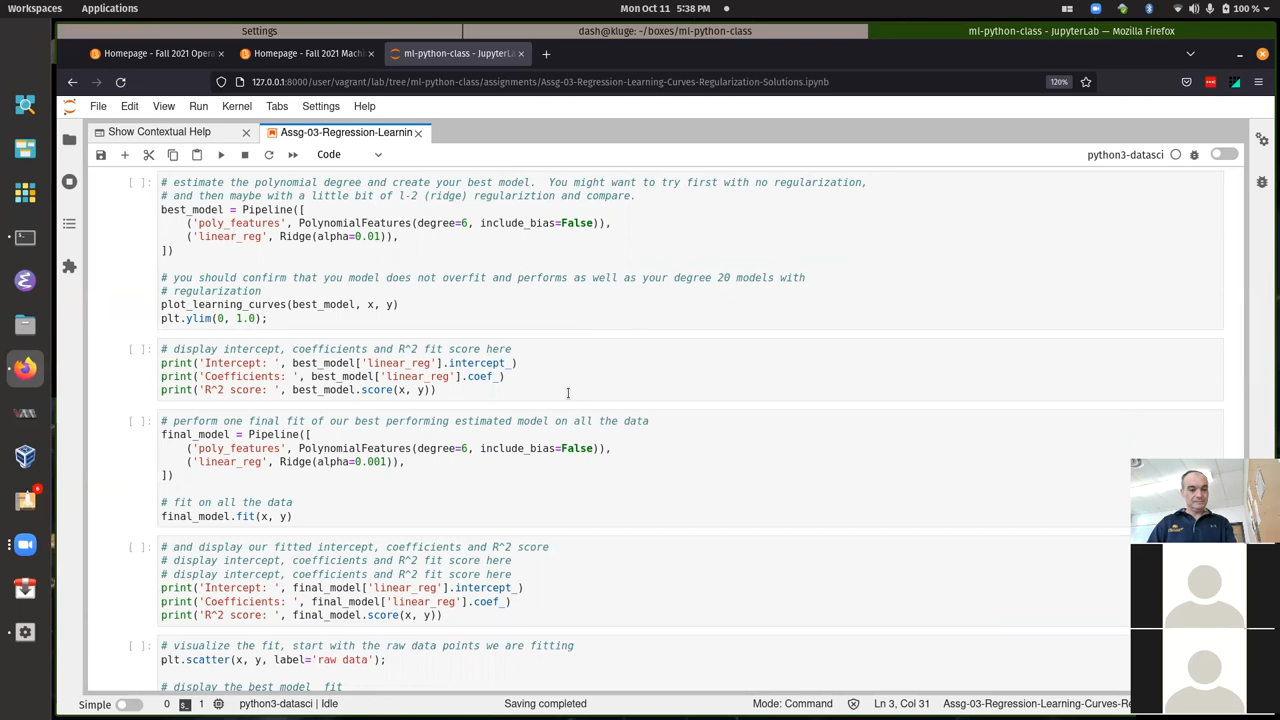 Workspaces
Applications
Mon Oct 11 5:38 PM
100 %
Settings
dash@kluge: ~/boxes/ml-python-class
ml-python-class - JupyterLab — Mozilla Firefox
Homepage - Fall 2021 Opera
Homepage - Fall 2021 Machi
ml-python-class - JupyterLa
127.0.0.1:8000/user/vagrant/lab/tree/ml-python-class/assignments/Assg-03-Regression-Learning-Curves-Regularization-Solutions.ipynb
120%
File Edit View Run Kernel Tabs Settings Help
Show Contextual Help
Assg-03-Regression-Learnin
Code
python3-datasci
[ ]:
# estimate the polynomial degree and create your best model.  You might want to try first with no regularization,
# and then maybe with a little bit of l-2 (ridge) regulariztion and compare.
best_model = Pipeline([
('poly_features', PolynomialFeatures(degree=6, include_bias=False)),
('linear_reg', Ridge(alpha=0.01)),
])
# you should confirm that you model does not overfit and performs as well as your degree 20 models with
# regularization
plot_learning_curves(best_model, x, y)
plt.ylim(0, 1.0);
[ ]:
# display intercept, coefficients and R^2 fit score here
print('Intercept: ', best_model['linear_reg'].intercept_)
print('Coefficients: ', best_model['linear_reg'].coef_)
print('R^2 score: ', best_model.score(x, y))
[ ]:
# perform one final fit of our best performing estimated model on all the data
final_model = Pipeline([
('poly_features', PolynomialFeatures(degree=6, include_bias=False)),
('linear_reg', Ridge(alpha=0.001)),
])
# fit on all the data
final_model.fit(x, y)
[ ]:
# and display our fitted intercept, coefficients and R^2 score
# display intercept, coefficients and R^2 fit score here
# display intercept, coefficients and R^2 fit score here
print('Intercept: ', final_model['linear_reg'].intercept_)
print('Coefficients: ', final_model['linear_reg'].coef_)
print('R^2 score: ', final_model.score(x, y))
[ ]:
# visualize the fit, start with the raw data points we are fitting
plt.scatter(x, y, label='raw data');
# display the best model  fit
Simple
0
1
python3-datasci | Idle
Saving completed
Mode: Command
Ln 3, Col 31
Assg-03-Regression-Learning-Curves-Re